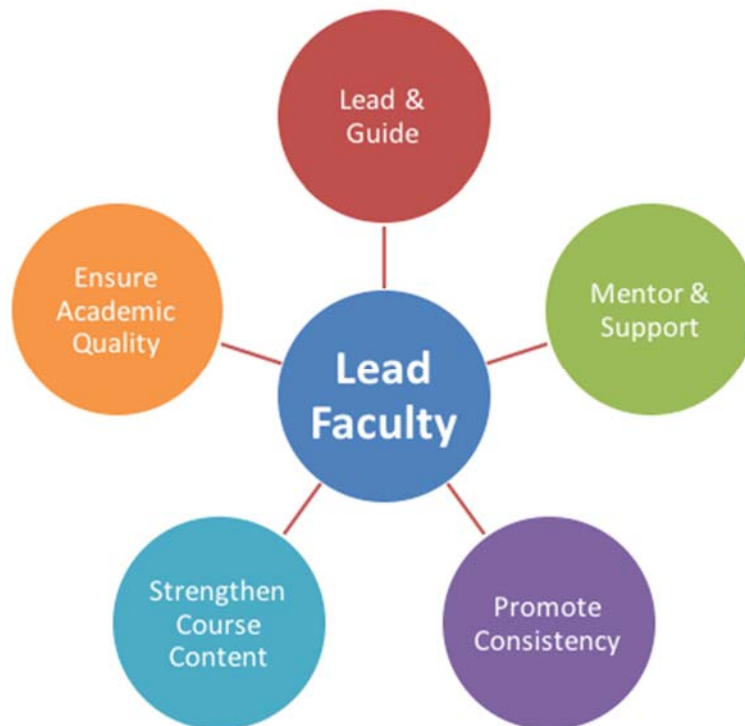 Lead &
Guide
Ensure
Academic
Quality
Mentor &
Support
Lead
Faculty
Strengthen
Course
Content
Promote
Consistency